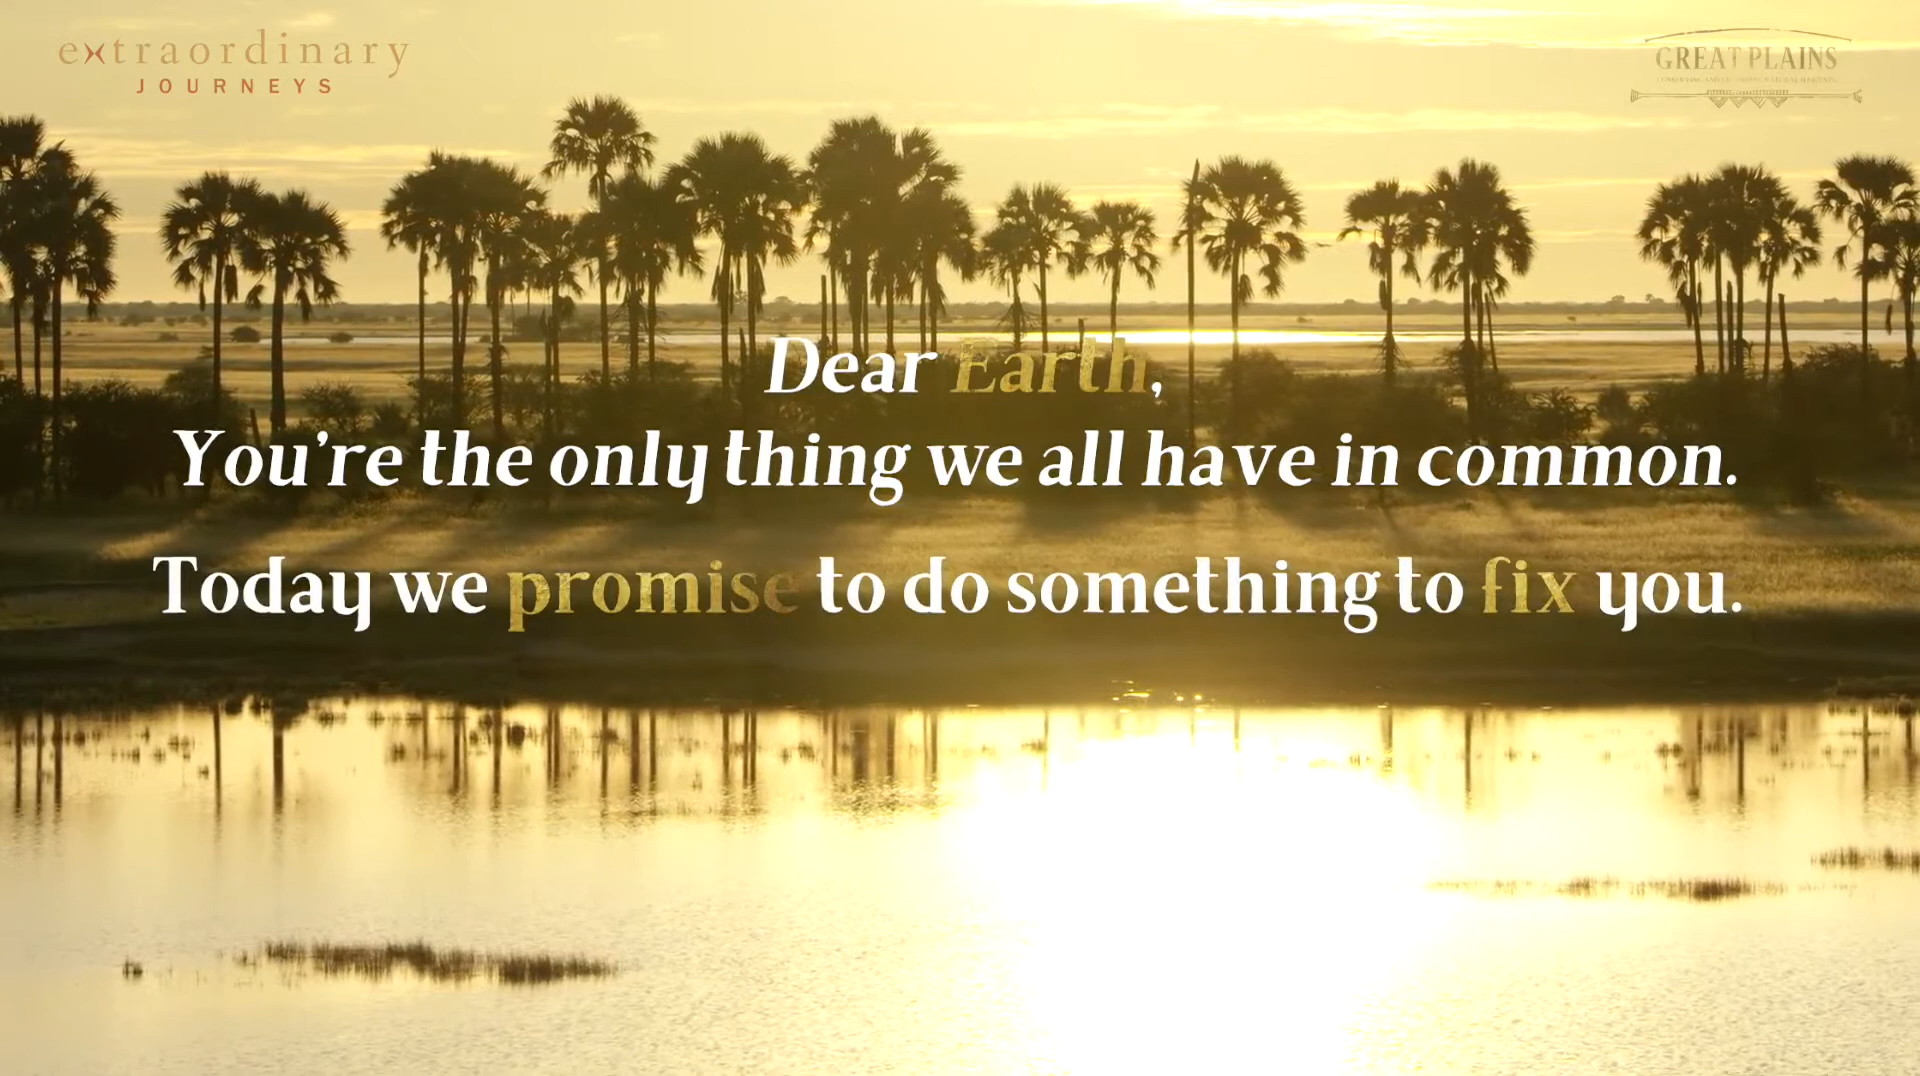 extraordinary
JOURNEYS
GREAT PLAINS
Dear Earth,
You're the only thing we all have in common.
Today we promise to do something to fix you.